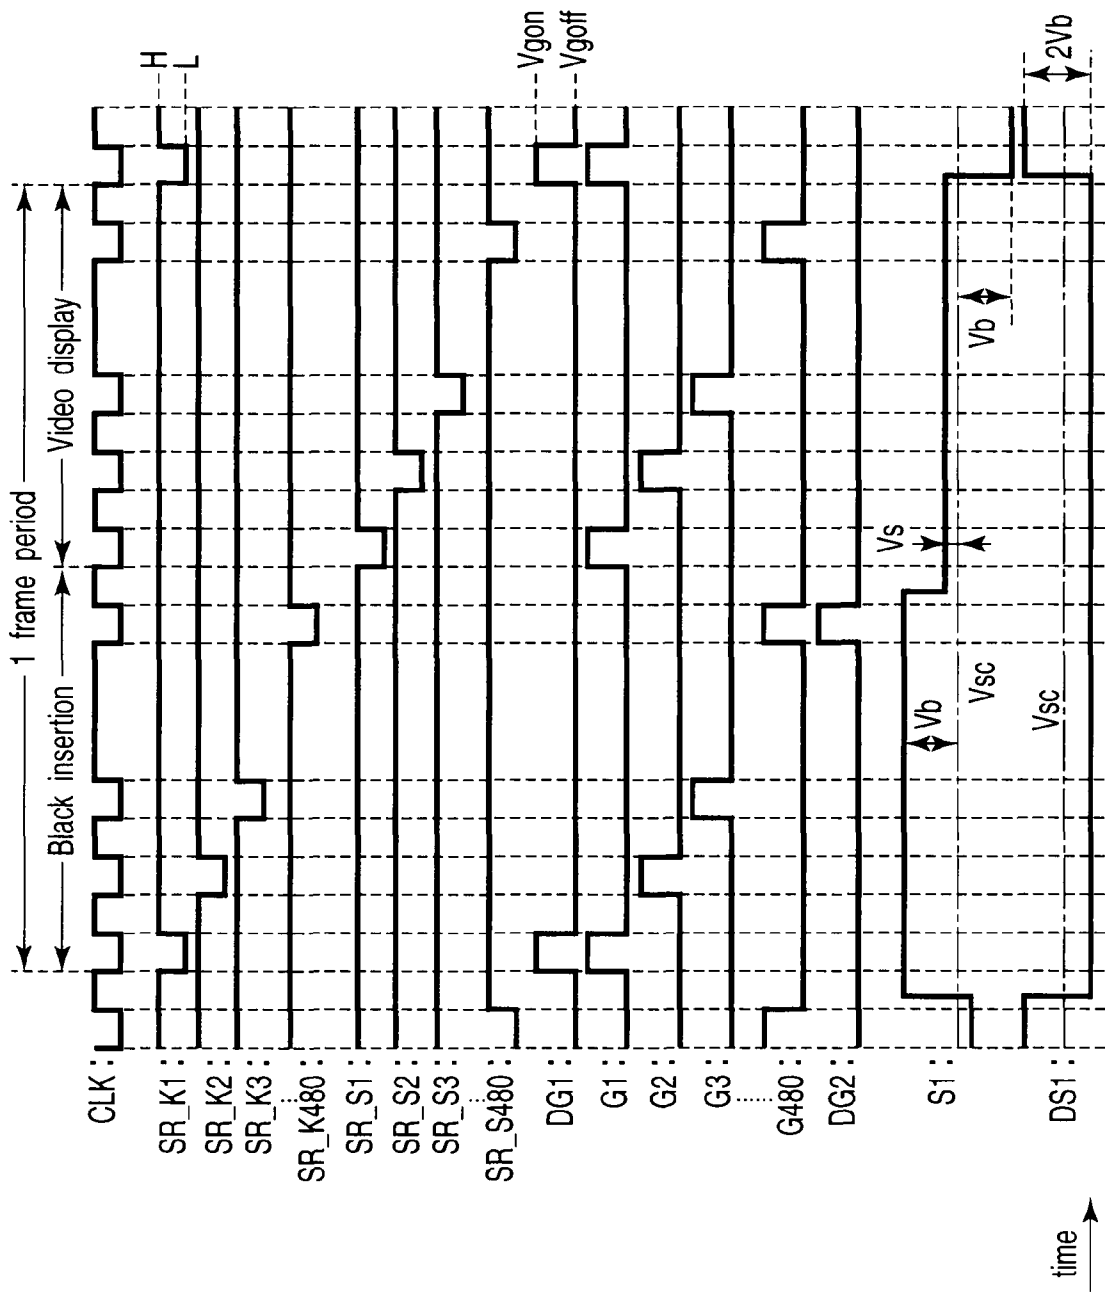 1 frame period
Black insertion
Video display
CLK :
SR_K1 :
H
L
SR_K2 :
SR_K3 :
SR_K480 :
SR_S1 :
SR_S2 :
SR_S3 :
SR_S480 :
DG1 :
Vgon
Vgoff
G1 :
G2 :
G3 :
G480 :
DG2 :
S1 :
Vb
Vsc
Vs
Vb
DS1 :
Vsc
2Vb
time